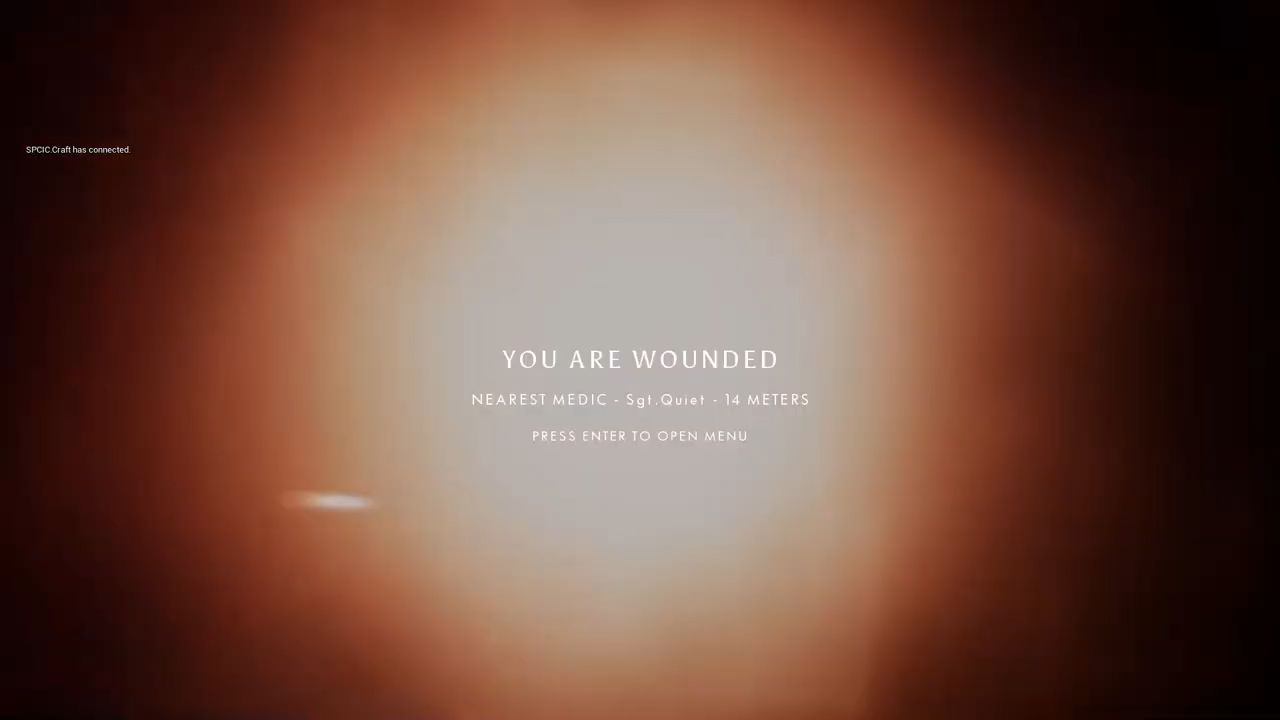 SPCIC.Craft has connected.
YOU ARE WOUNDED
NEAREST MEDIC - Sgt.Quiet - 14 METERS
PRESS ENTER TO OPEN MENU